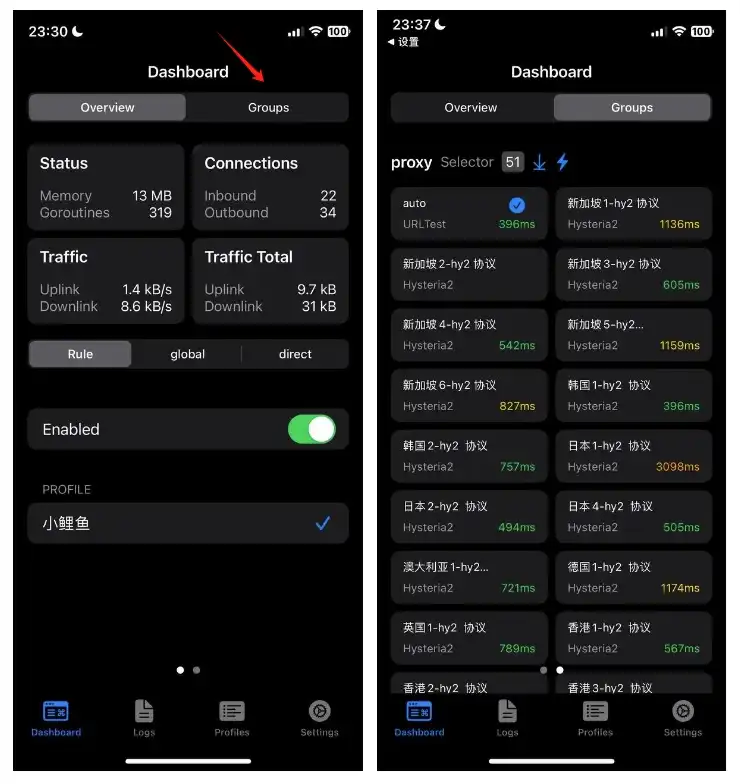 23:30
100
Dashboard
Overview Groups
Status
Memory 13 MB
Goroutines 319
Connections
Inbound 22
Outbound 34
Traffic
Uplink 1.4 kB/s
Downlink 8.6 kB/s
Traffic Total
Uplink 9.7 kB
Downlink 31 kB
Rule global direct
Enabled
PROFILE
小鲤鱼
Dashboard Logs Profiles Settings
23:37
100
设置
Dashboard
Overview Groups
proxy Selector 51
auto
URLTest 396ms
新加坡1-hy2 协议
Hysteria2 1136ms
新加坡2-hy2 协议
Hysteria2
新加坡3-hy2 协议
Hysteria2 605ms
新加坡4-hy2 协议
Hysteria2 542ms
新加坡5-hy2...
Hysteria2 1159ms
新加坡6-hy2 协议
Hysteria2 827ms
韩国1-hy2 协议
Hysteria2 396ms
韩国2-hy2 协议
Hysteria2 757ms
日本1-hy2 协议
Hysteria2 3098ms
日本2-hy2 协议
Hysteria2 494ms
日本4-hy2 协议
Hysteria2 505ms
澳大利亚1-hy2...
Hysteria2 721ms
德国1-hy2 协议
Hysteria2 1174ms
英国1-hy2 协议
Hysteria2 789ms
香港1-hy2 协议
Hysteria2 567ms
香港2-hy2 协议
香港3-hy2 协议
Dashboard Logs Profiles Settings